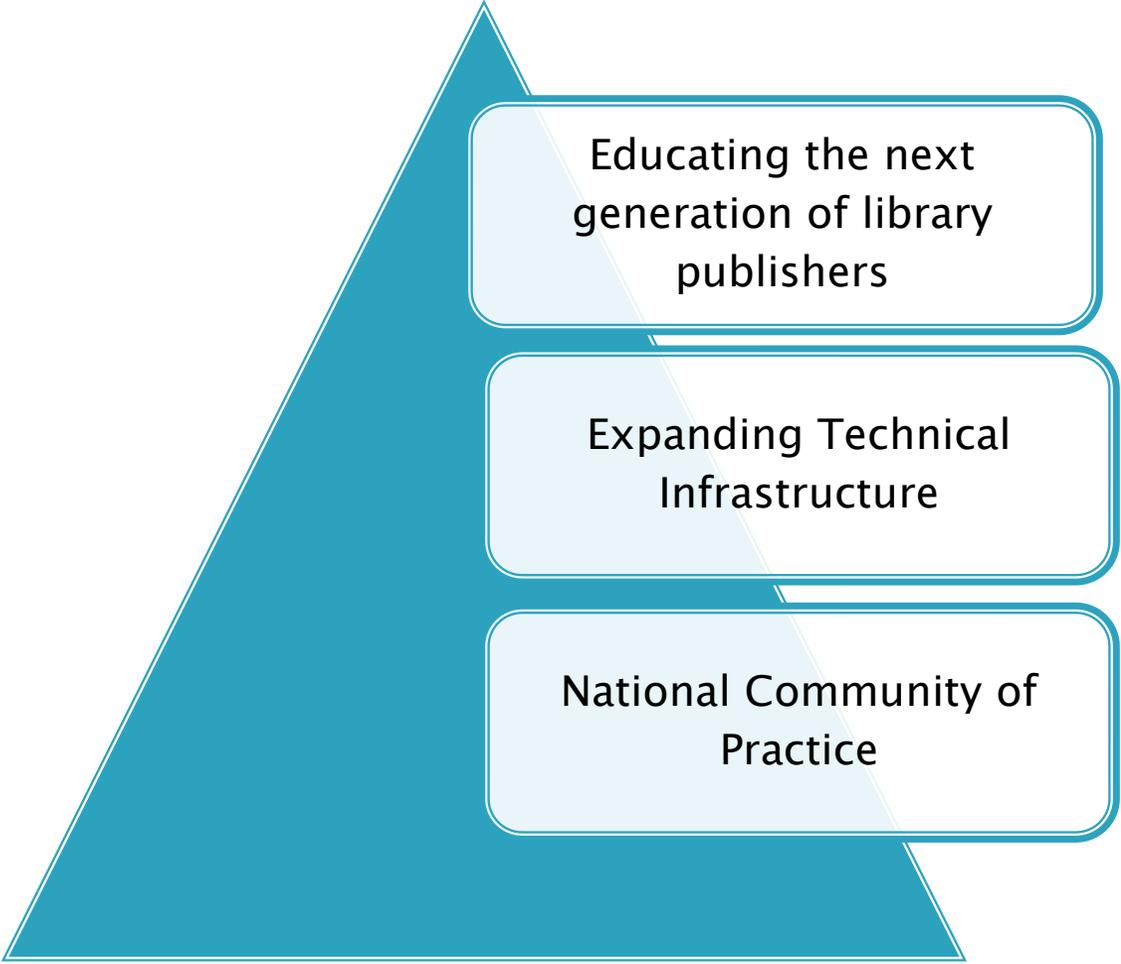 Educating the next
generation of library
publishers
Expanding Technical
Infrastructure
National Community of
Practice